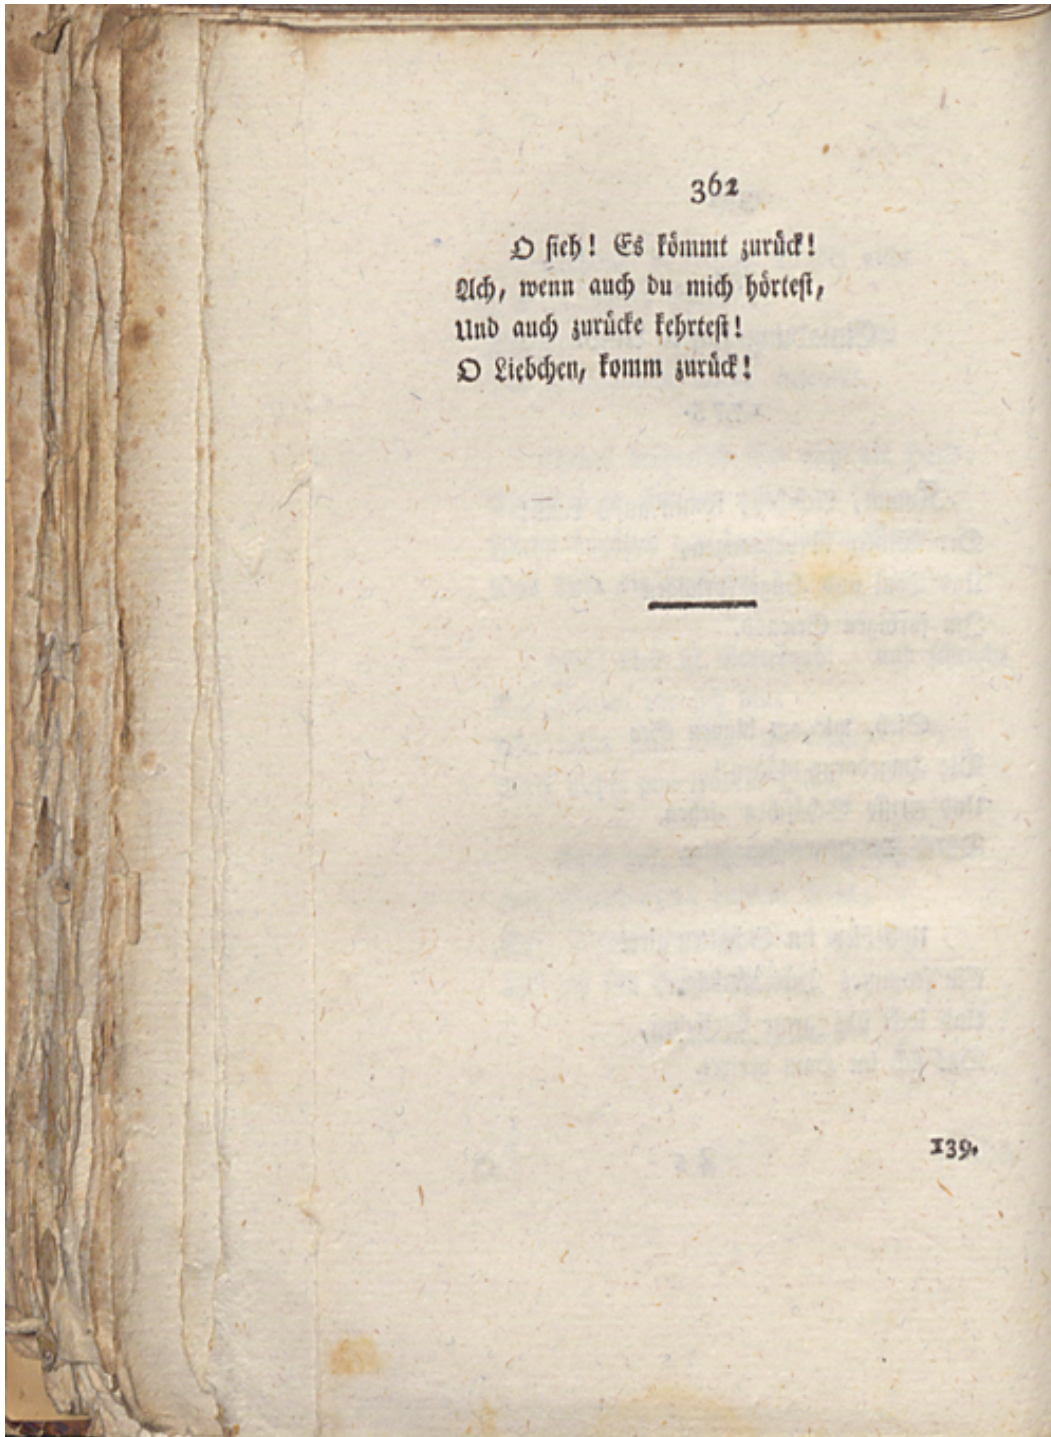 362
O sieh! Es kömmt zurück!
Ach, wenn auch du mich hörtest,
Und auch zurücke kehrtest!
O Liebchen, komm zurück!
139.